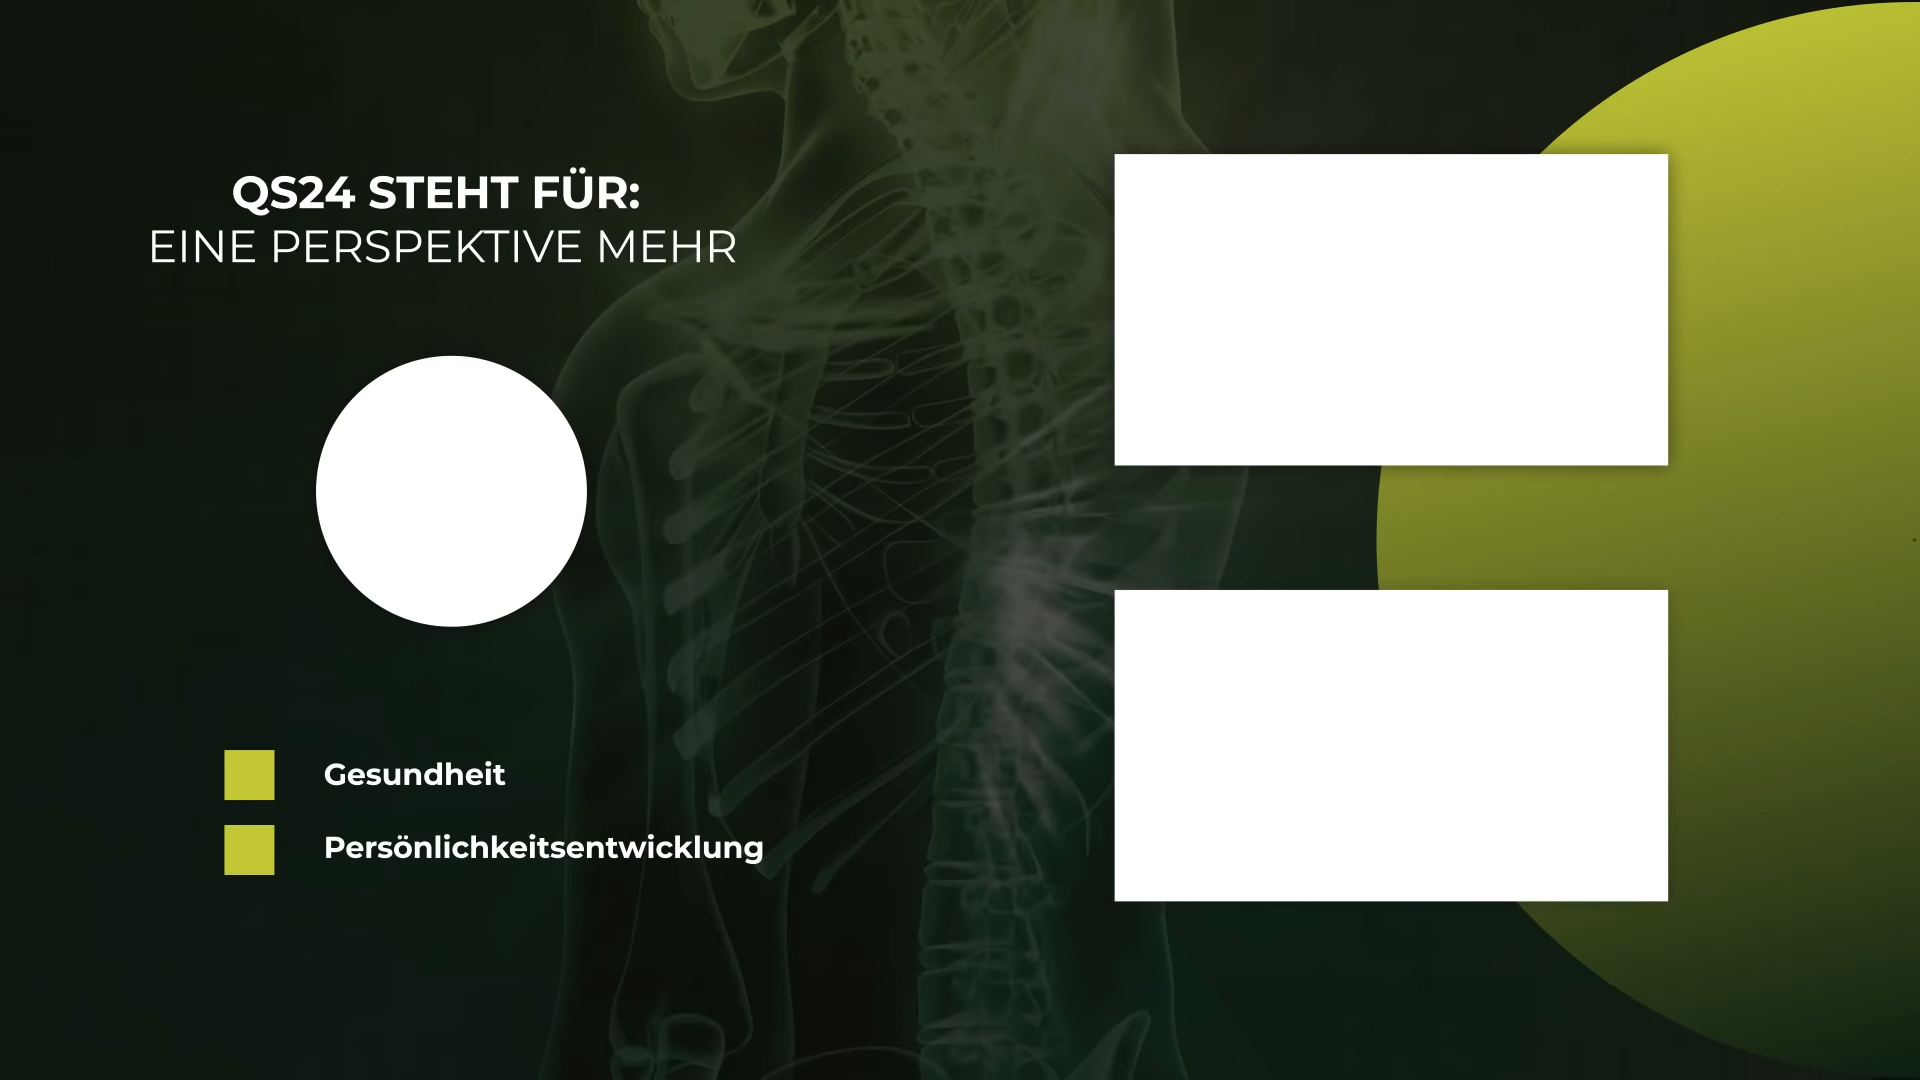 QS24 STEHT FÜR:
EINE PERSPEKTIVE MEHR
Gesundheit
Persönlichkeitsentwicklung